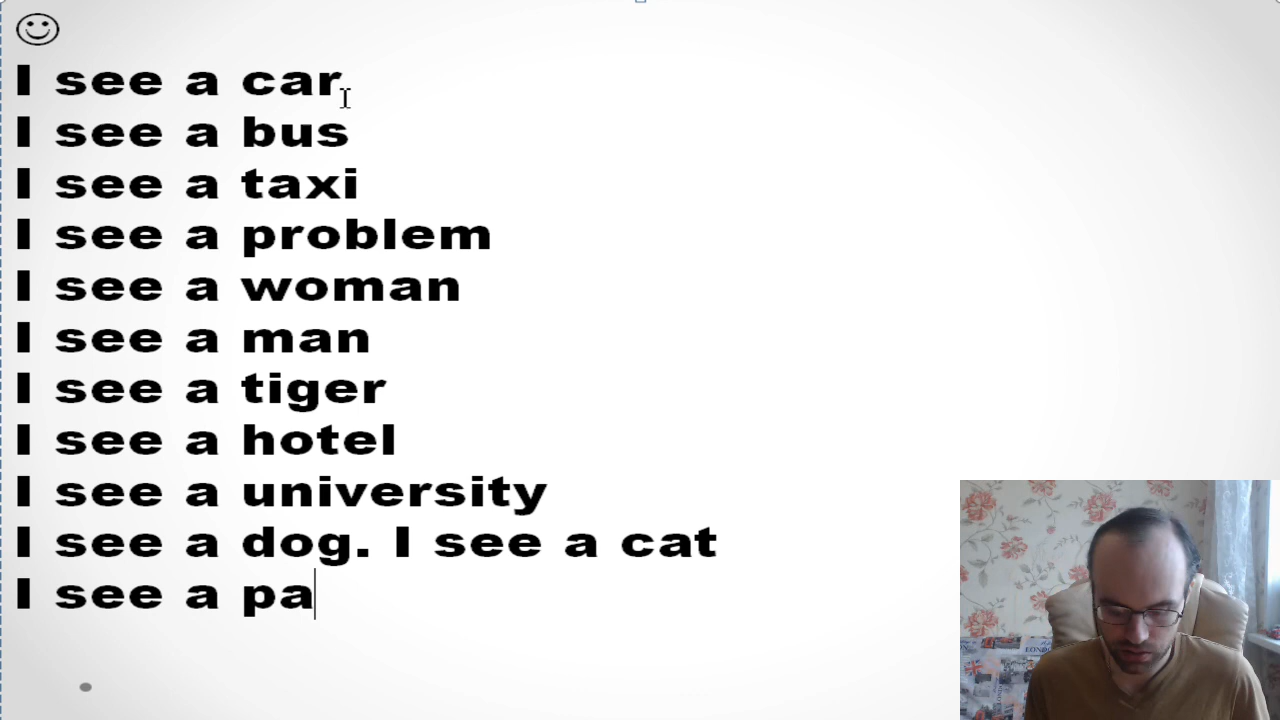 I see a car
I see a bus
I see a taxi
I see a problem
I see a woman
I see a man
I see a tiger
I see a hotel
I see a university
I see a dog. I see a cat
I see a pa